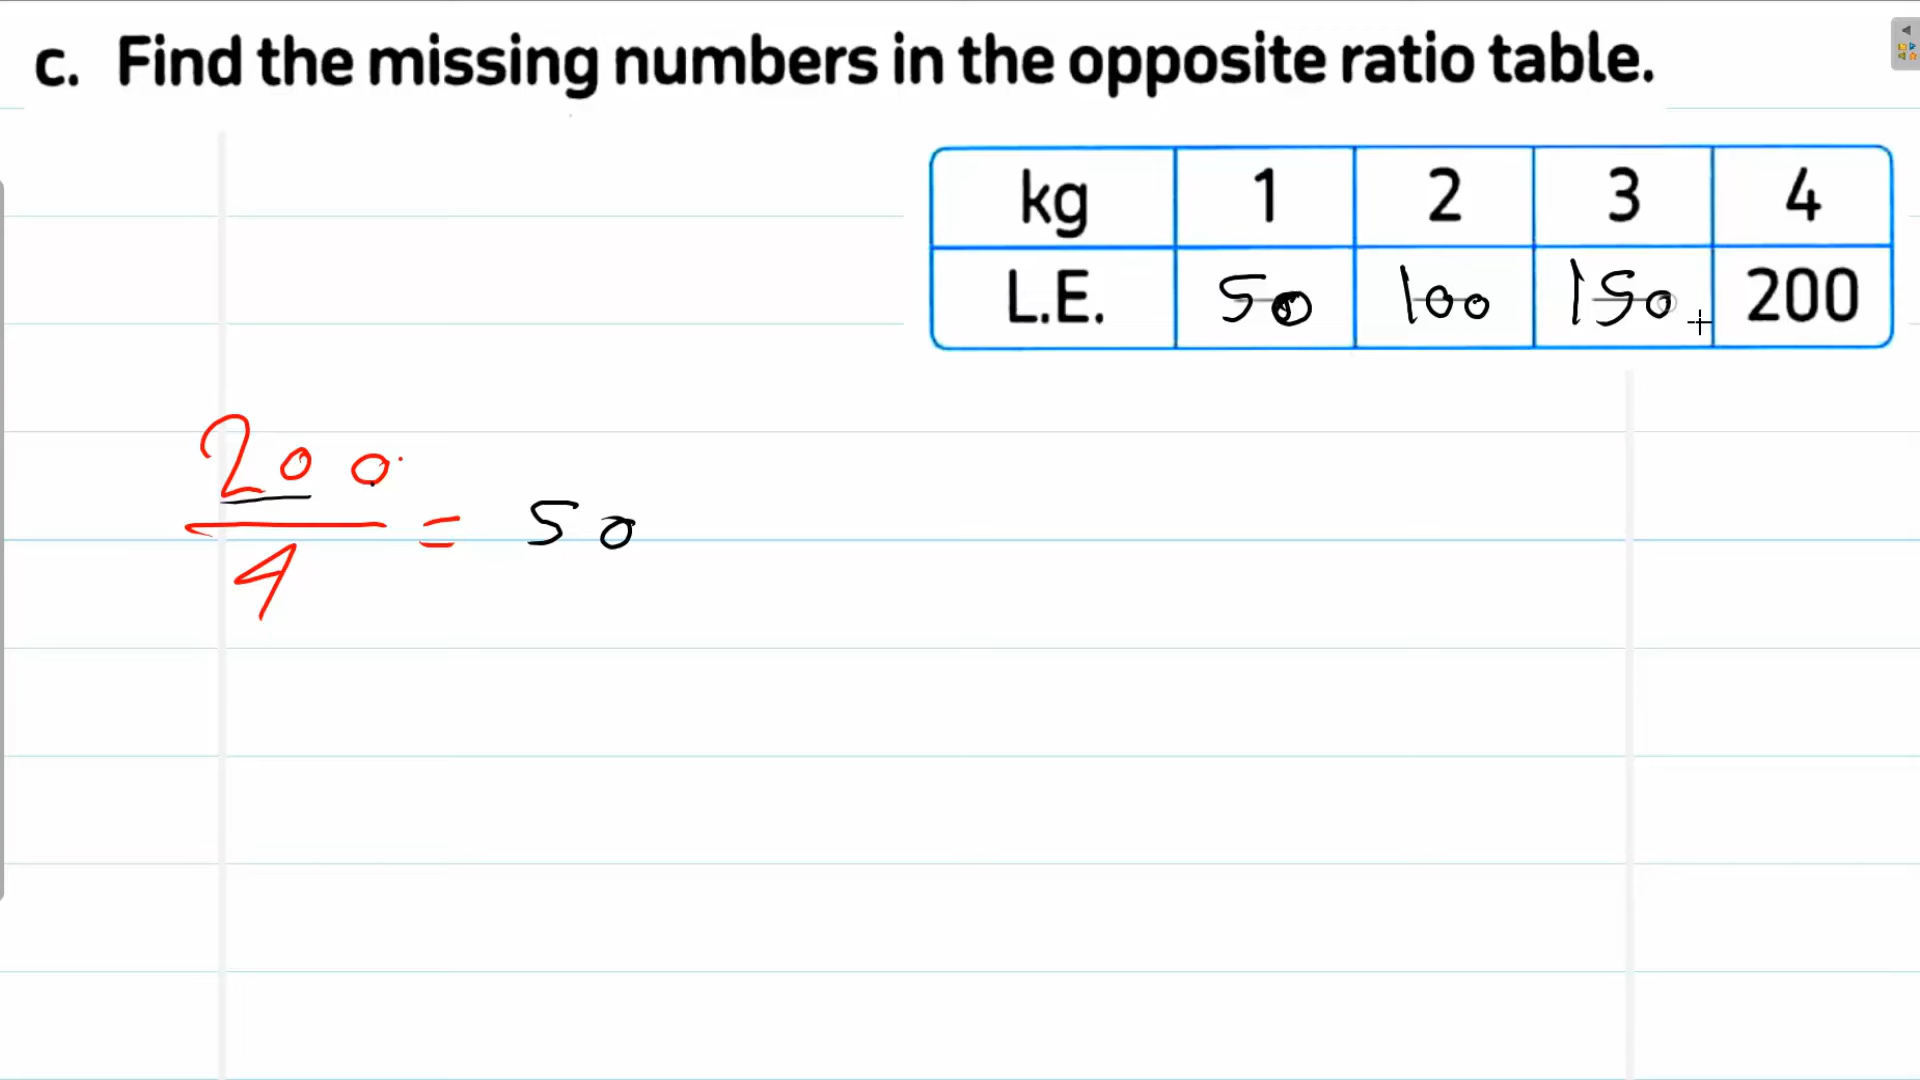 c. Find the missing numbers in the opposite ratio table.
kg 1 2 3 4
L.E. 50 100 150 200
200
4
= 50